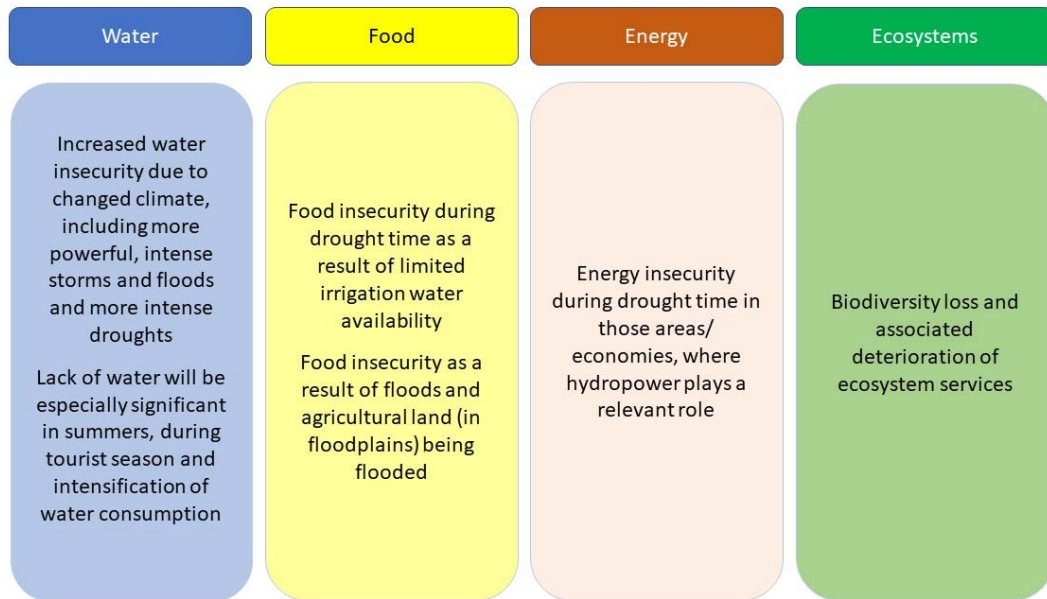 Water
Food
Energy
Ecosystems
Increased water
insecurity due to
changed climate,
including more
powerful, intense
storms and floods
and more intense
droughts
Lack of water will be
especially significant
in summers, during
tourist season and
intensification of
water consumption
Food insecurity during
drought time as a
result of limited
irrigation water
availability
Food insecurity as a
result of floods and
agricultural land (in
floodplains) being
flooded
Energy insecurity
during drought time in
those areas/
economies, where
hydropower plays a
relevant role
Biodiversity loss and
associated
deterioration of
ecosystem services